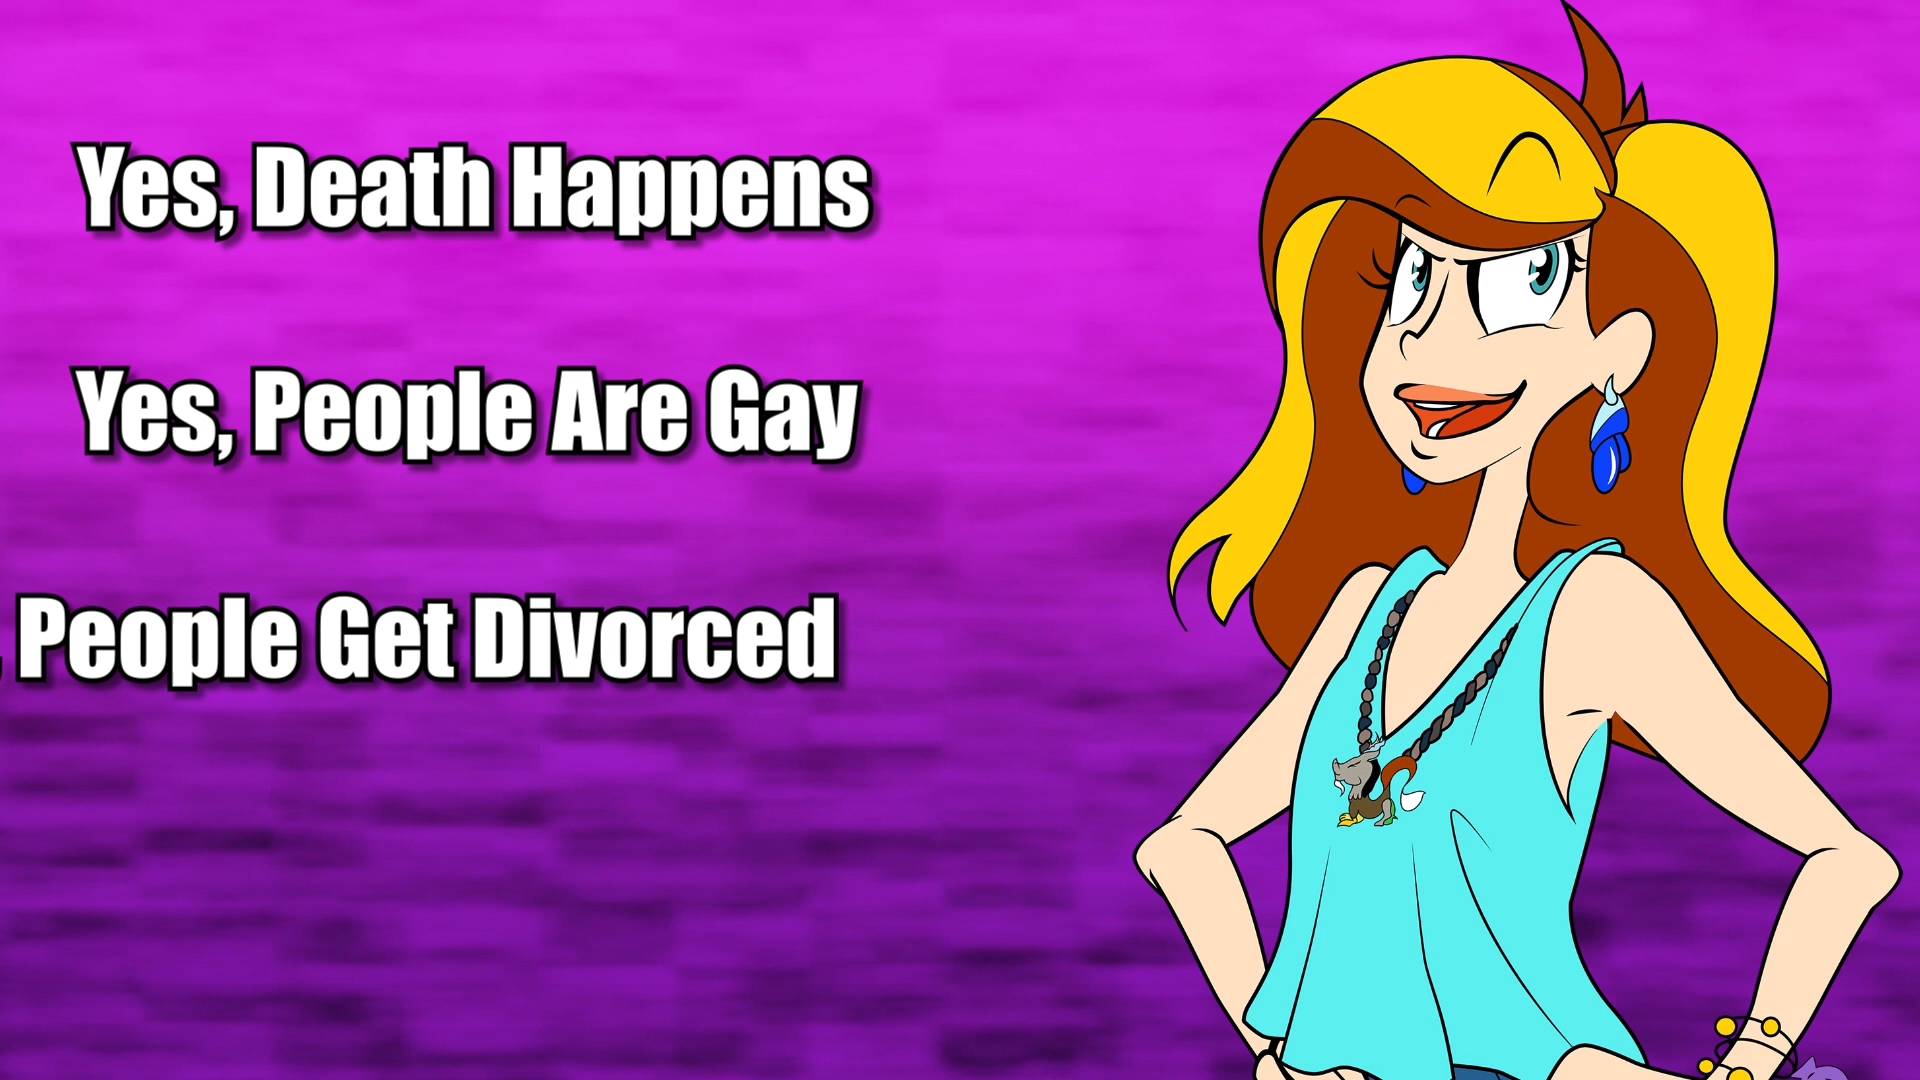 Yes, Death Happens
Yes, People Are Gay
, People Get Divorced